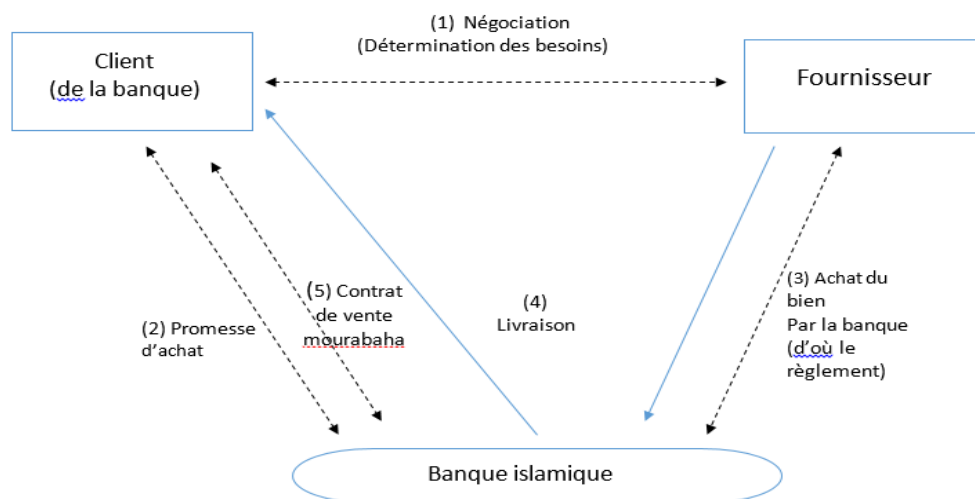 (1) Négociation
(Détermination des besoins)
Client
(de la banque)
Fournisseur
(2) Promesse
d’achat
(5) Contrat
de vente
mourabaha
(4)
Livraison
(3) Achat du
bien
Par la banque
(d’où le
règlement)
Banque islamique